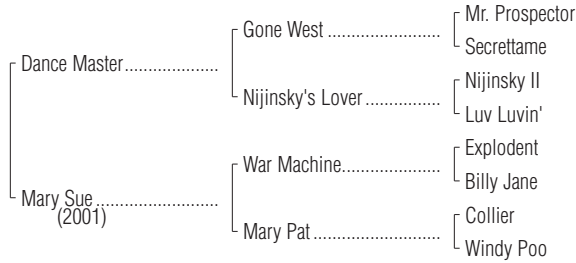 Mr. Prospector
Gone West
Secrettame
Dance Master
Nijinsky II
Nijinsky's Lover
Luv Luvin'
Explodent
War Machine
Billy Jane
Mary Sue
(2001)
Collier
Mary Pat
Windy Poo